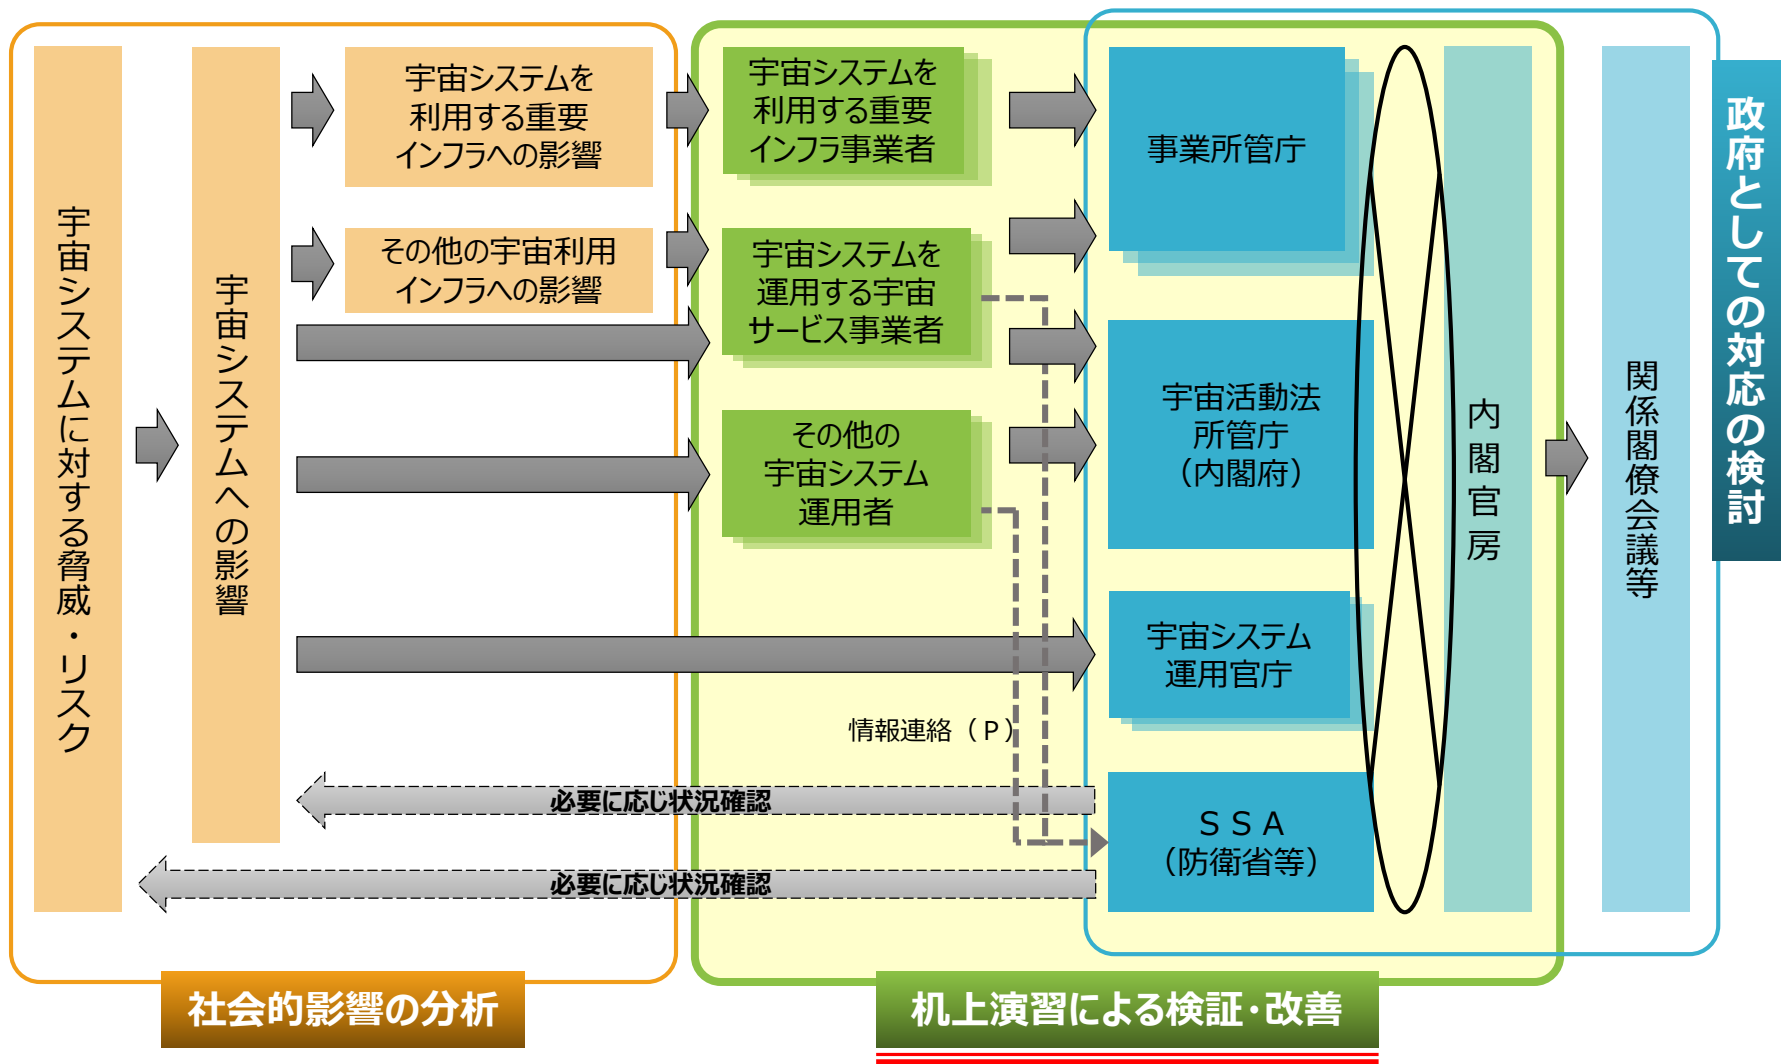 宇宙システムに対する脅威・リスク
宇宙システムへの影響
宇宙システムを
利用する重要
インフラへの影響
その他の宇宙利用
インフラへの影響
宇宙システムを
利用する重要
インフラ事業者
宇宙システムを
運用する宇宙
サービス事業者
その他の
宇宙システム
運用者
事業所管庁
宇宙活動法
所管庁
（内閣府）
宇宙システム
運用官庁
ＳＳＡ
（防衛省等）
情報連絡（Ｐ）
必要に応じ状況確認
必要に応じ状況確認
内閣官房
関係閣僚会議等
政府としての対応の検討
社会的影響の分析
机上演習による検証・改善